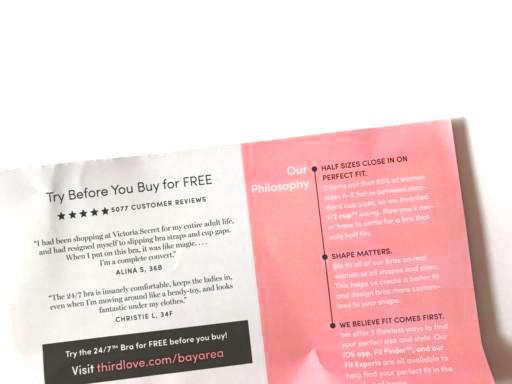 Try Before You Buy for FREE
★★★★★ 5077 CUSTOMER REVIEWS
"I had been shopping at Victoria Secret for my entire adult life,
and had resigned myself to slipping bra straps and cup gaps.
When I put on this bra, it was like magic. . . .
I'm a complete convert."
ALINA S, 36B
"The 24/7 bra is insanely comfortable, keeps the ladies in,
even when I'm moving around like a bendy-toy, and looks
fantastic under my clothes."
CHRISTIE L, 34F
Try the 24/7™ Bra for FREE before you buy!
Visit thirdlove.com/bayarea
Our
Philosophy
HALF SIZES CLOSE IN ON
PERFECT FIT.
It turns out that 50% of women
sizes A-E fall in between stan-
dard cup sizes, so we invented
1/2 cup™ sizing. Now you'll nev-
er have to settle for a bra that
only half fits.
SHAPE MATTERS.
We fit all of our bras on real
women of all shapes and sizes.
This helps us create a better fit
and design bras more custom-
ized to your shape.
WE BELIEVE FIT COMES FIRST.
We offer 3 flawless ways to find
your perfect fit and size. Our
iOS app, Fit Finder™, and our
Fit Experts are all available to
help find your perfect fit in the
of home